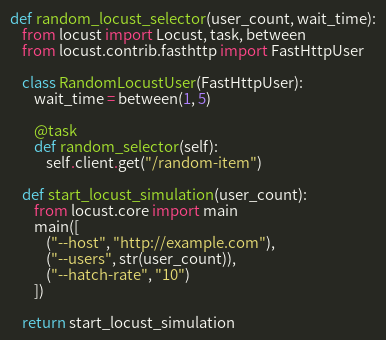 def random_locust_selector(user_count, wait_time):
    from locust import Locust, task, between
    from locust.contrib.fasthttp import FastHttpUser

    class RandomLocustUser(FastHttpUser):
        wait_time = between(1, 5)

        @task
        def random_selector(self):
            self.client.get("/random-item")

    def start_locust_simulation(user_count):
        from locust.core import main
        main([
            ("--host", "http://example.com"),
            ("--users", str(user_count)),
            ("--hatch-rate", "10")
        ])

    return start_locust_simulation